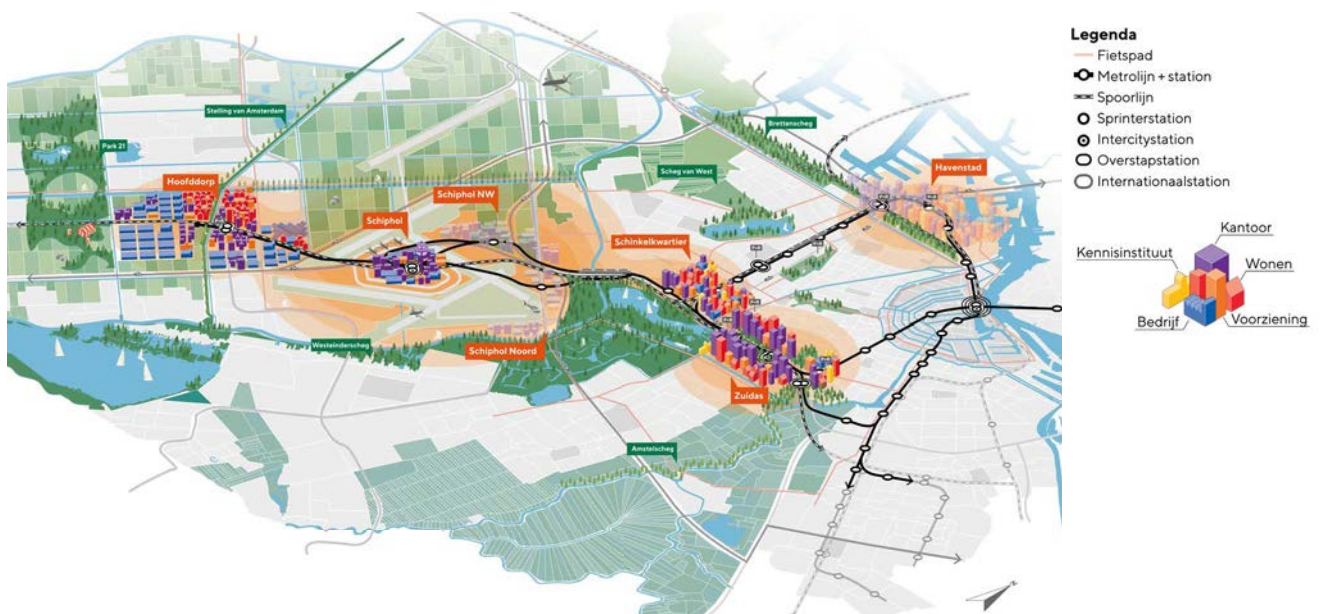 Stelling van Amsterdam
Park 21
Hoofddorp
Schiphol
Schiphol NW
Schinkelkwartier
Scheg van West
Brettenscheg
Havenstad
Westeinderscheg
Schiphol Noord
Zuidas
Amstelscheg
Legenda
Fietspad
Metrolijn + station
Spoorlijn
Sprinterstation
Intercitystation
Overstapstation
Internationaalstation
Kantoor
Kennisinstituut
Wonen
Bedrijf
Voorziening